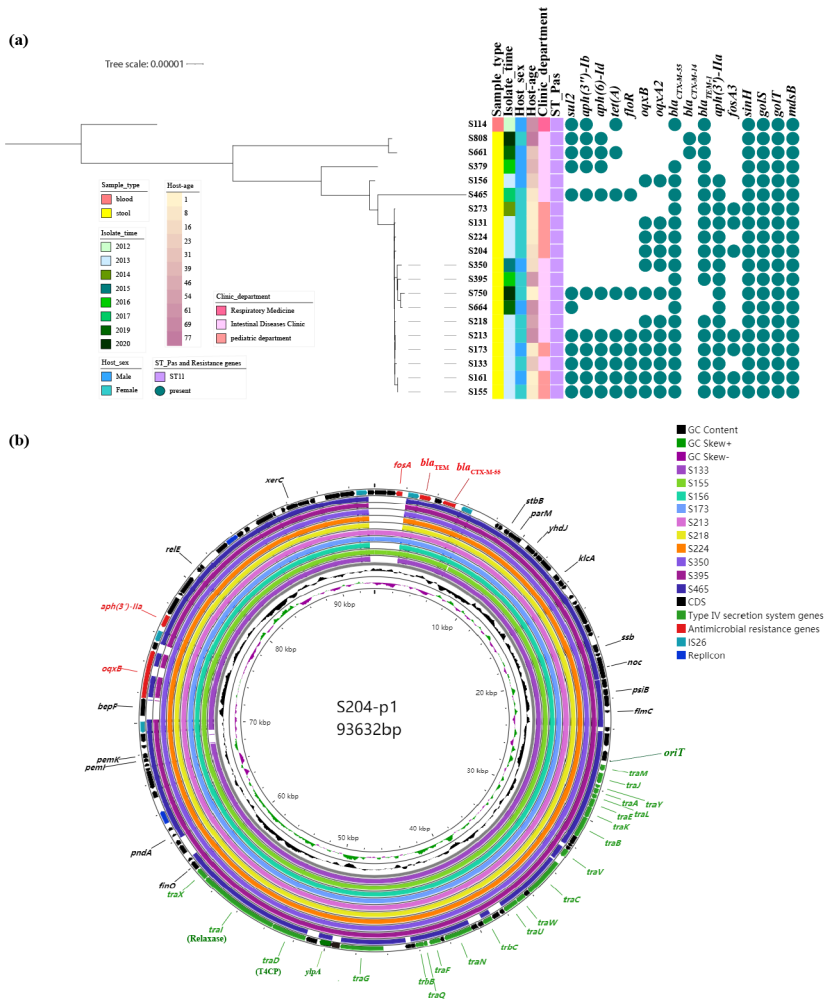 (a)
Tree scale: 0.00001
Sample_type
Isolate_time
Host_sex
Host-age
Clinic_department
ST_Pas
sul2
aph(3'')-Ib
aph(6)-Id
tet(A)
floR
oqxB
oqxA2
blaCTX-M-55
blaCTX-M-14
blaTEM-1
aph(3')-IIa
fosA3
sinH
golS
golT
mdsB
S114
S808
S661
S379
S156
S465
S273
S131
S224
S204
S350
S395
S750
S664
S218
S213
S173
S133
S161
S155
Sample_type
blood
stool
Isolate_time
2012
2013
2014
2015
2016
2017
2019
2020
Host_sex
Male
Female
Host-age
1
8
16
23
31
39
46
54
61
69
77
Clinic_department
Respiratory Medicine
Intestinal Diseases Clinic
pediatric department
ST_Pas and Resistance genes
ST11
present
(b)
GC Content
GC Skew+
GC Skew-
S133
S155
S156
S173
S213
S218
S224
S350
S395
S465
CDS
Type IV secretion system genes
Antimicrobial resistance genes
IS26
Replicon
fosA
blaTEM
blaCTX-M-55
stbB
parM
yhdJ
klcA
ssb
noc
psiB
flmC
oriT
traM
traJ
traY
traA
traL
traE
traK
traB
traV
traC
traW
traU
trbC
traN
traF
traQ
trbB
traG
ylpA
traD
(T4CP)
traI
(Relaxase)
traX
finO
pndA
pemI
pemK
bepF
oqxB
aph(3')-IIa
relE
xerC
10 kbp
20 kbp
30 kbp
40 kbp
50 kbp
60 kbp
70 kbp
80 kbp
90 kbp
S204-p1
93632bp